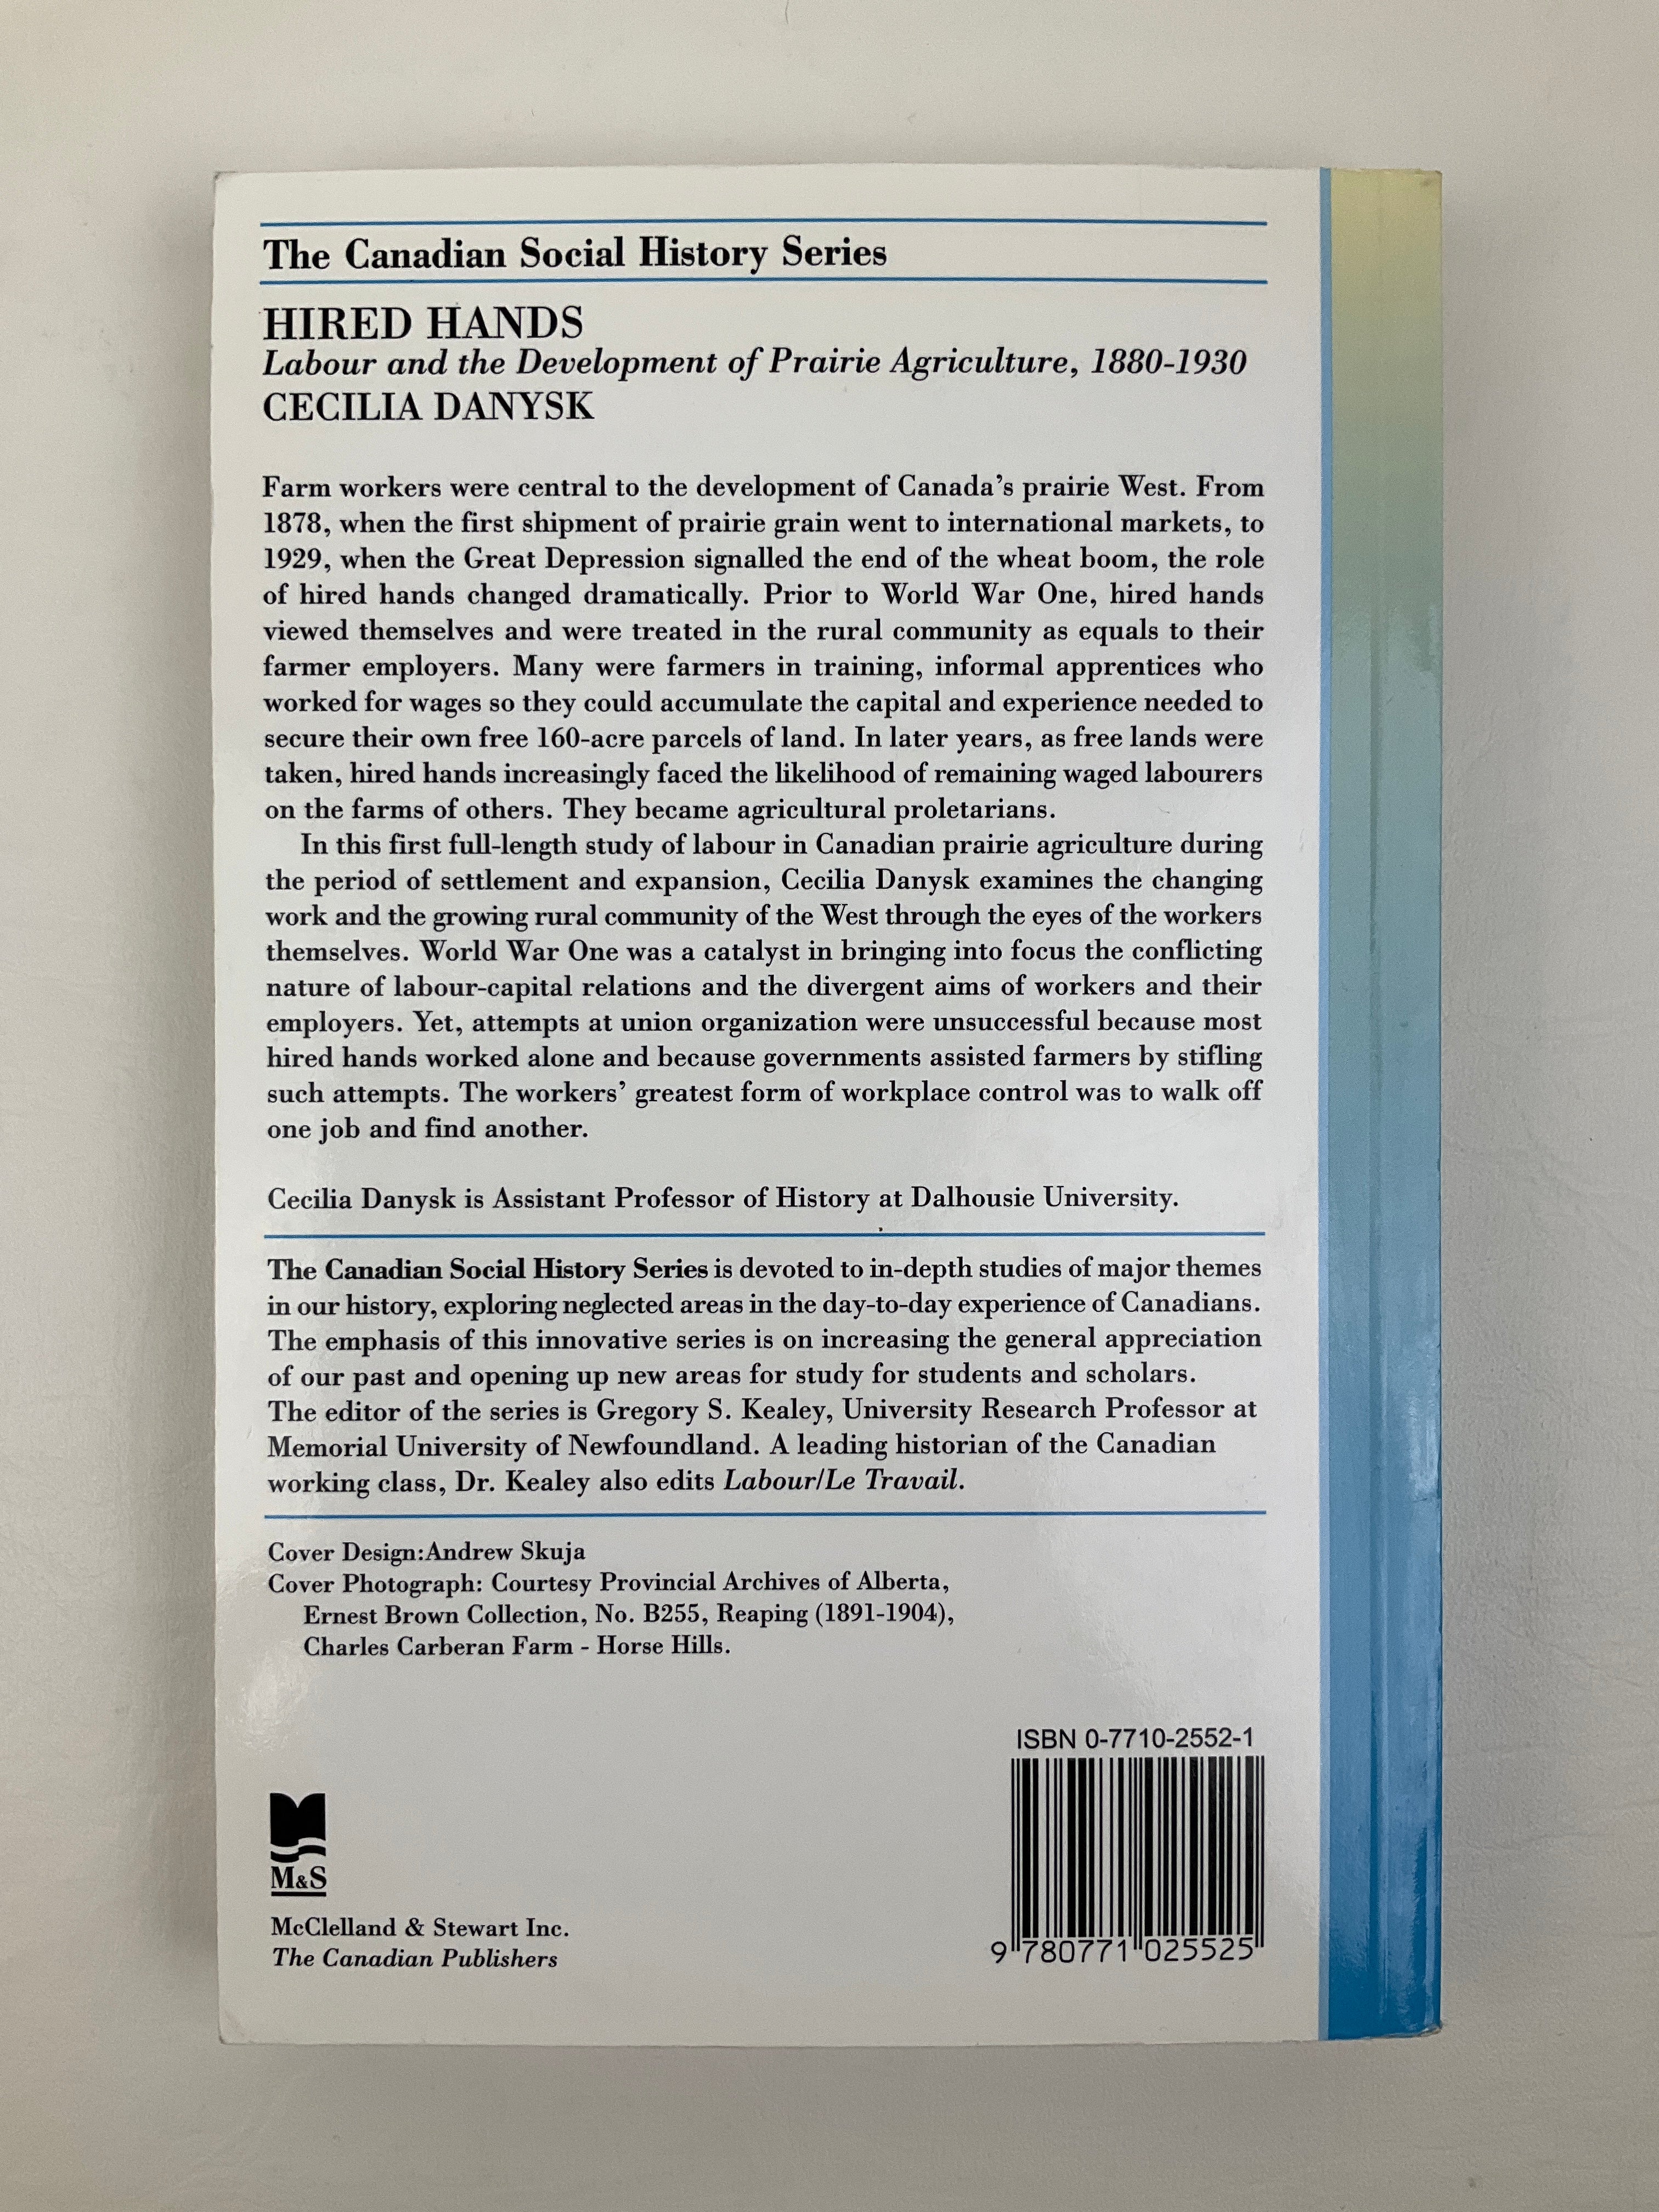 The Canadian Social History Series
HIRED HANDS
Labour and the Development of Prairie Agriculture, 1880-1930
CECILIA DANYSK
Farm workers were central to the development of Canada's prairie West. From
1878, when the first shipment of prairie grain went to international markets, to
1929, when the Great Depression signalled the end of the wheat boom, the role
of hired hands changed dramatically. Prior to World War One, hired hands
viewed themselves and were treated in the rural community as equals to their
farmer employers. Many were farmers in training, informal apprentices who
worked for wages so they could accumulate the capital and experience needed to
secure their own free 160-acre parcels of land. In later years, as free lands were
taken, hired hands increasingly faced the likelihood of remaining waged labourers
on the farms of others. They became agricultural proletarians.
In this first full-length study of labour in Canadian prairie agriculture during
the period of settlement and expansion, Cecilia Danysk examines the changing
work and the growing rural community of the West through the eyes of the workers
themselves. World War One was a catalyst in bringing into focus the conflicting
nature of labour-capital relations and the divergent aims of workers and their
employers. Yet, attempts at union organization were unsuccessful because most
hired hands worked alone and because governments assisted farmers by stifling
such attempts. The workers' greatest form of workplace control was to walk off
one job and find another.
Cecilia Danysk is Assistant Professor of History at Dalhousie University.
The Canadian Social History Series is devoted to in-depth studies of major themes
in our history, exploring neglected areas in the day-to-day experience of Canadians.
The emphasis of this innovative series is on increasing the general appreciation
of our past and opening up new areas for study for students and scholars.
The editor of the series is Gregory S. Kealey, University Research Professor at
Memorial University of Newfoundland. A leading historian of the Canadian
working class, Dr. Kealey also edits Labour/Le Travail.
Cover Design:Andrew Skuja
Cover Photograph: Courtesy Provincial Archives of Alberta,
Ernest Brown Collection, No. B255, Reaping (1891-1904),
Charles Carberan Farm - Horse Hills.
ISBN 0-7710-2552-1
M&S
McClelland & Stewart Inc.
The Canadian Publishers
9 780771 025525